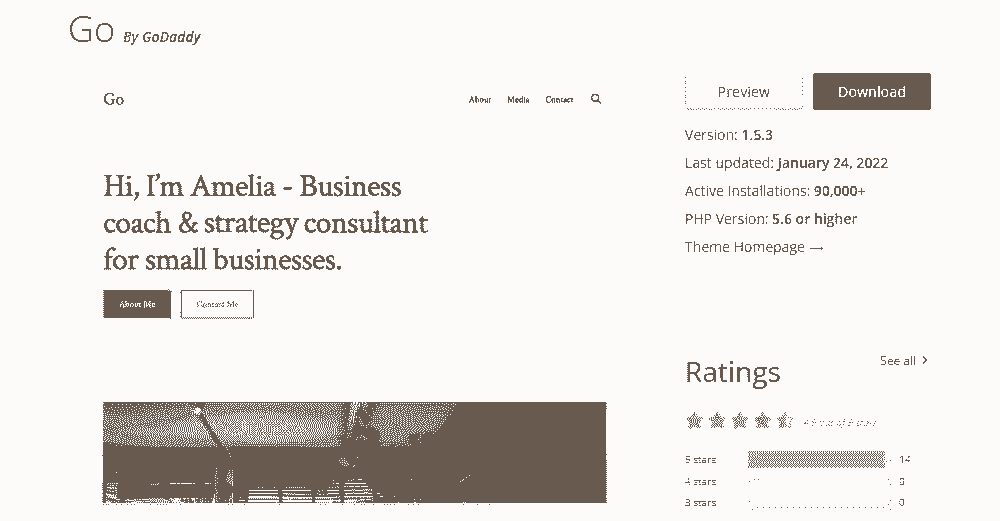 Go By GoDaddy
Go
About Media Contact
Hi, I'm Amelia - Business
coach & strategy consultant
for small businesses.
About Me Contact Me
Preview Download
Version: 1.5.3
Last updated: January 24, 2022
Active Installations: 90,000+
PHP Version: 5.6 or higher
Theme Homepage →
Ratings
See all >
5 stars 14
4 stars 0
3 stars 0